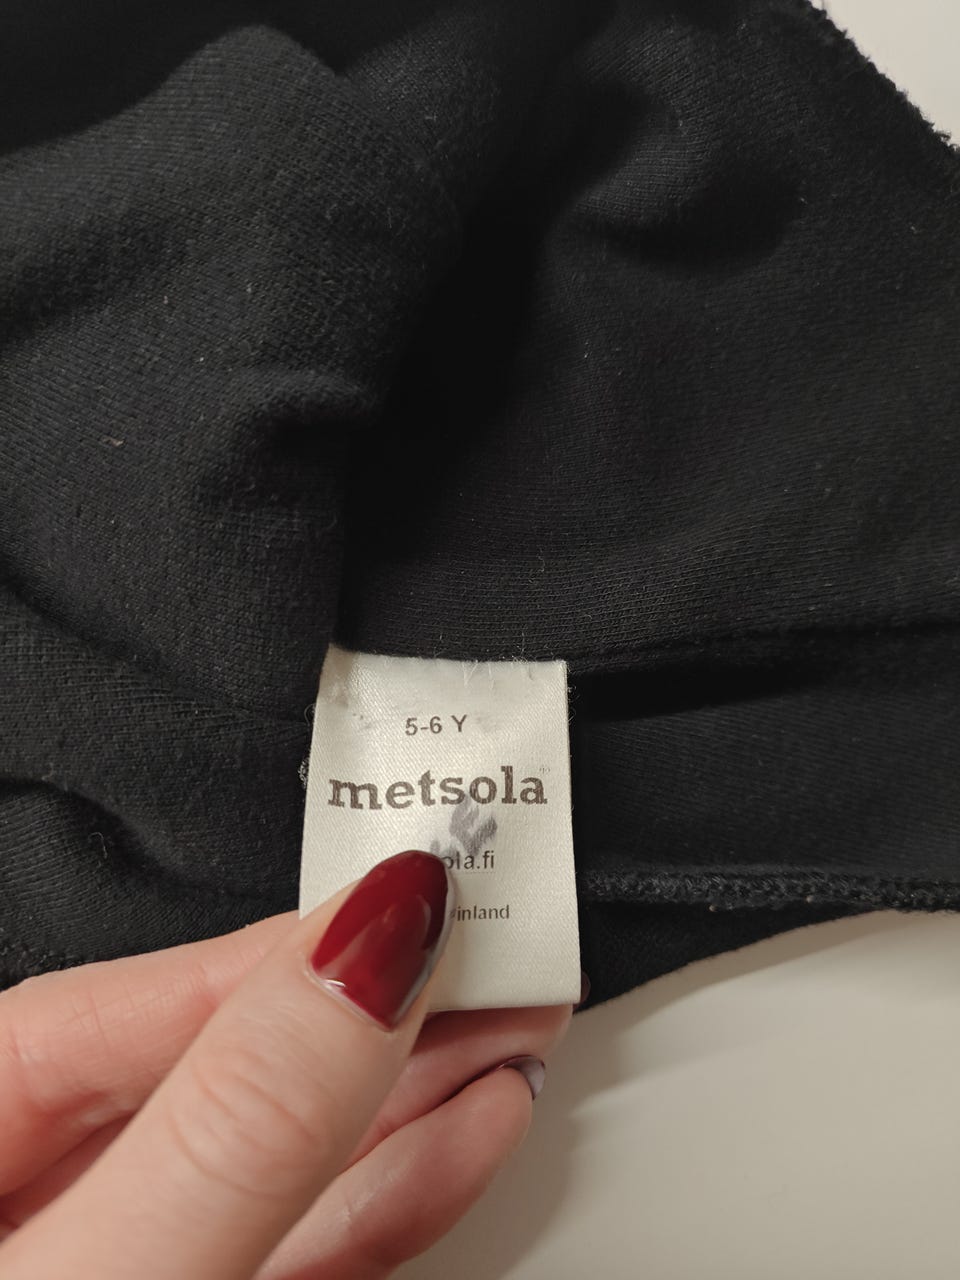 5-6 Y
metsola
ola.fi
inland